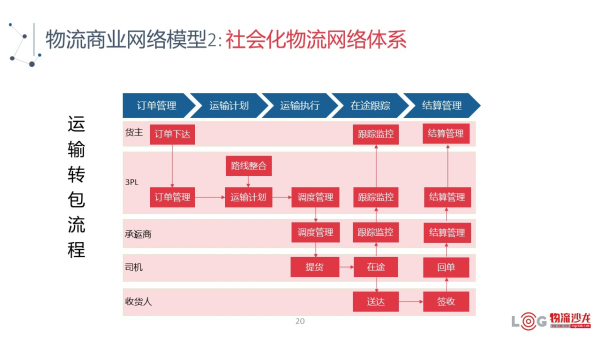 物流商业网络模型2:社会化物流网络体系
运输转包流程
订单管理 运输计划 运输执行 在途跟踪 结算管理
货主 订单下达 跟踪监控 结算管理
路线整合
3PL
订单管理 运输计划 调度管理 跟踪监控 结算管理
承运商 调度管理 跟踪监控 结算管理
司机 提货 在途 回单
收货人 送达 签收
20
LOG 物流沙龙